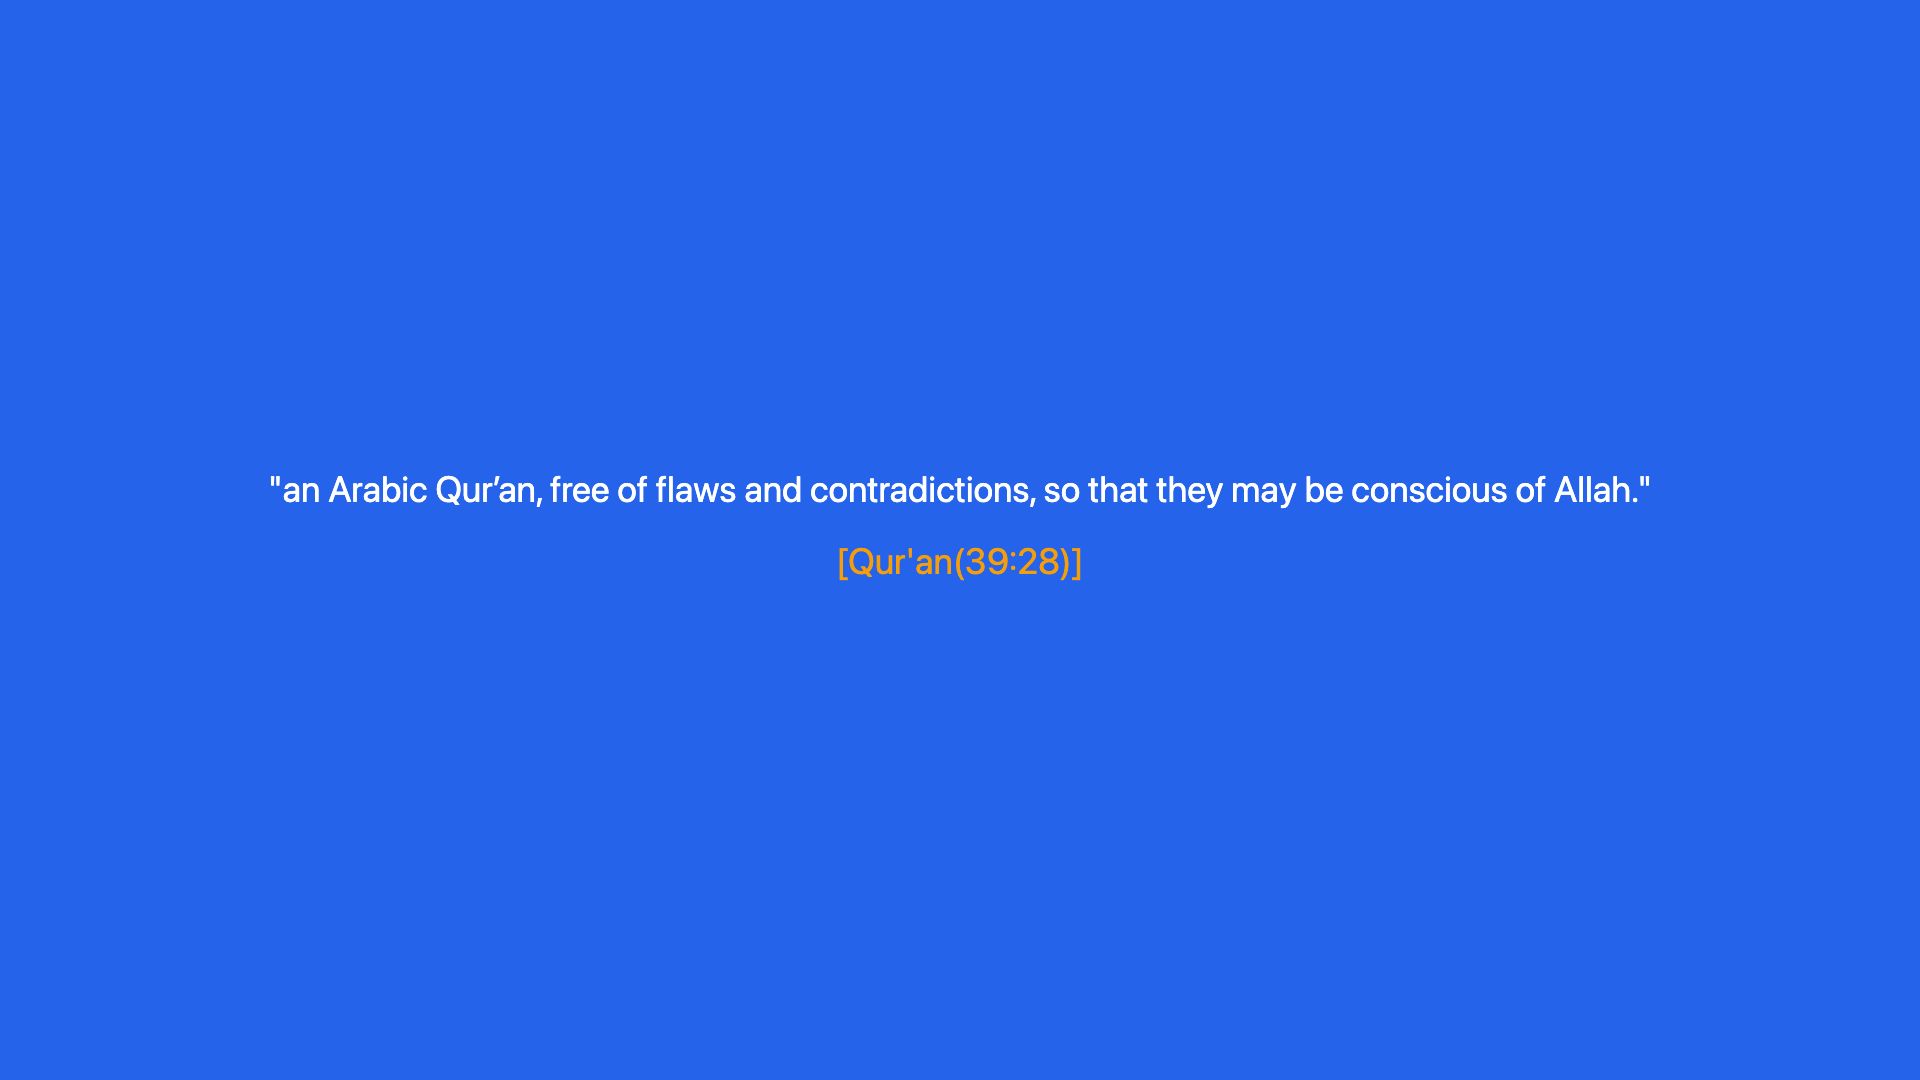 "an Arabic Qur’an, free of flaws and contradictions, so that they may be conscious of Allah."
[Qur'an(39:28)]